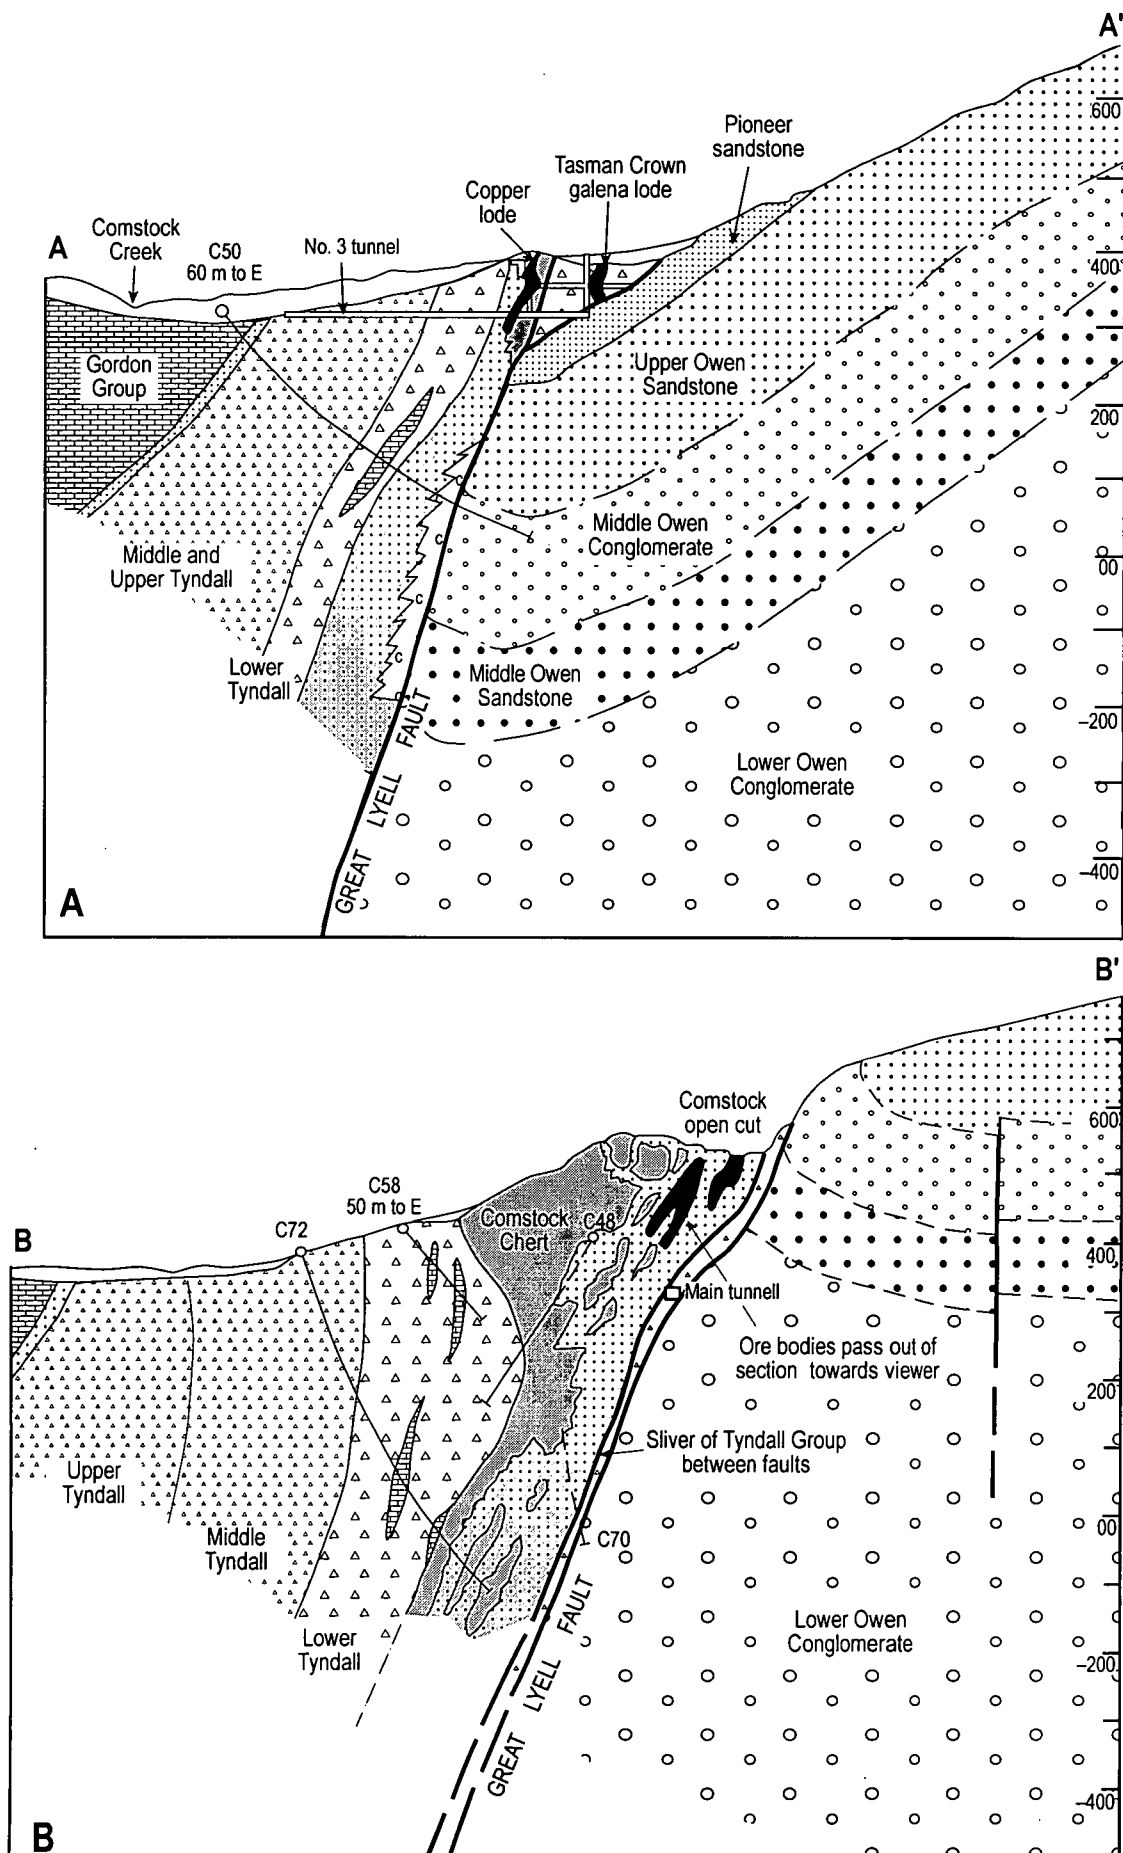 A'
600
Pioneer
sandstone
Tasman Crown
galena lode
Copper
lode
Comstock
Creek
A
C50
60 m to E
No. 3 tunnel
400
Gordon
Group
Upper Owen
Sandstone
200
C
Middle Owen
Conglomerate
C
Middle and
Upper Tyndall
00
C
C
Lower
Tyndall
Middle Owen
Sandstone
C
–200
Lower Owen
Conglomerate
GREAT LYELL FAULT
–400
A
B'
Comstock
open cut
600
C58
50 m to E
Comstock
Chert
C48
B
C72
400
Main tunnell
Ore bodies pass out of
section towards viewer
200
Sliver of Tyndall Group
between faults
Upper
Tyndall
00
C70
Middle
Tyndall
Lower Owen
Conglomerate
Lower
Tyndall
–200
GREAT LYELL FAULT
–400
B